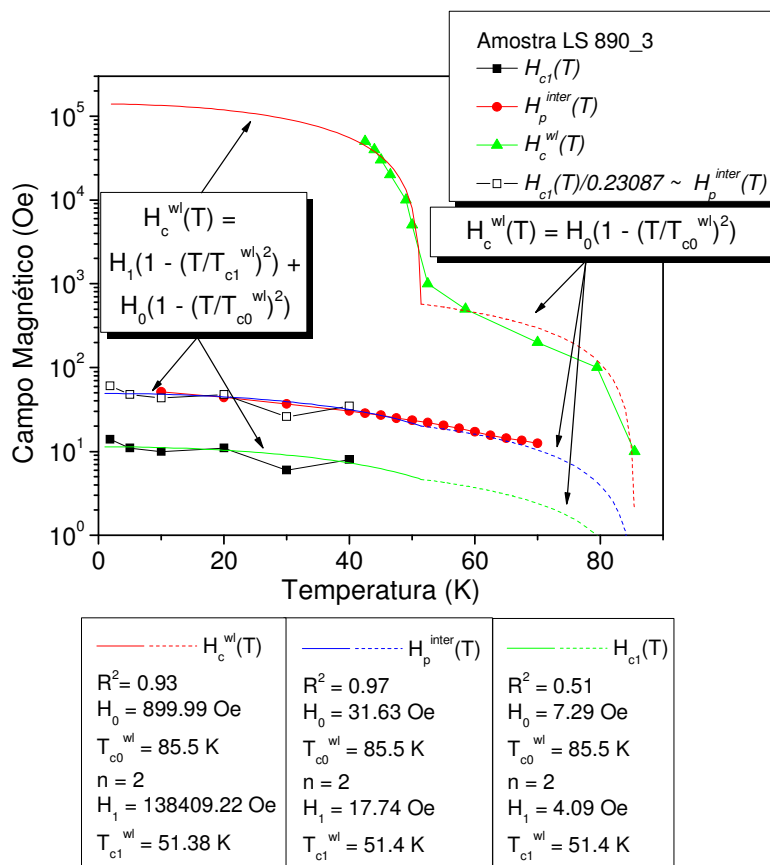 Amostra LS 890_3
H_c1(T)
H_p^inter(T)
H_c^wl(T)
H_c1(T)/0.23087 ~ H_p^inter(T)
10^5
10^4
10^3
10^2
10^1
10^0
Campo Magnético (Oe)
H_c^wl(T) =
H_1(1 - (T/T_c1^wl)^2) +
H_0(1 - (T/T_c0^wl)^2)
H_c^wl(T) = H_0(1 - (T/T_c0^wl)^2)
0 20 40 60 80
Temperatura (K)
H_c^wl(T)
R^2= 0.93
H_0 = 899.99 Oe
T_c0^wl = 85.5 K
n = 2
H_1 = 138409.22 Oe
T_c1^wl = 51.38 K
H_p^inter(T)
R^2 = 0.97
H_0 = 31.63 Oe
T_c0^wl = 85.5 K
n = 2
H_1 = 17.74 Oe
T_c1^wl = 51.4 K
H_c1(T)
R^2 = 0.51
H_0 = 7.29 Oe
T_c0^wl = 85.5 K
n = 2
H_1 = 4.09 Oe
T_c1^wl = 51.4 K